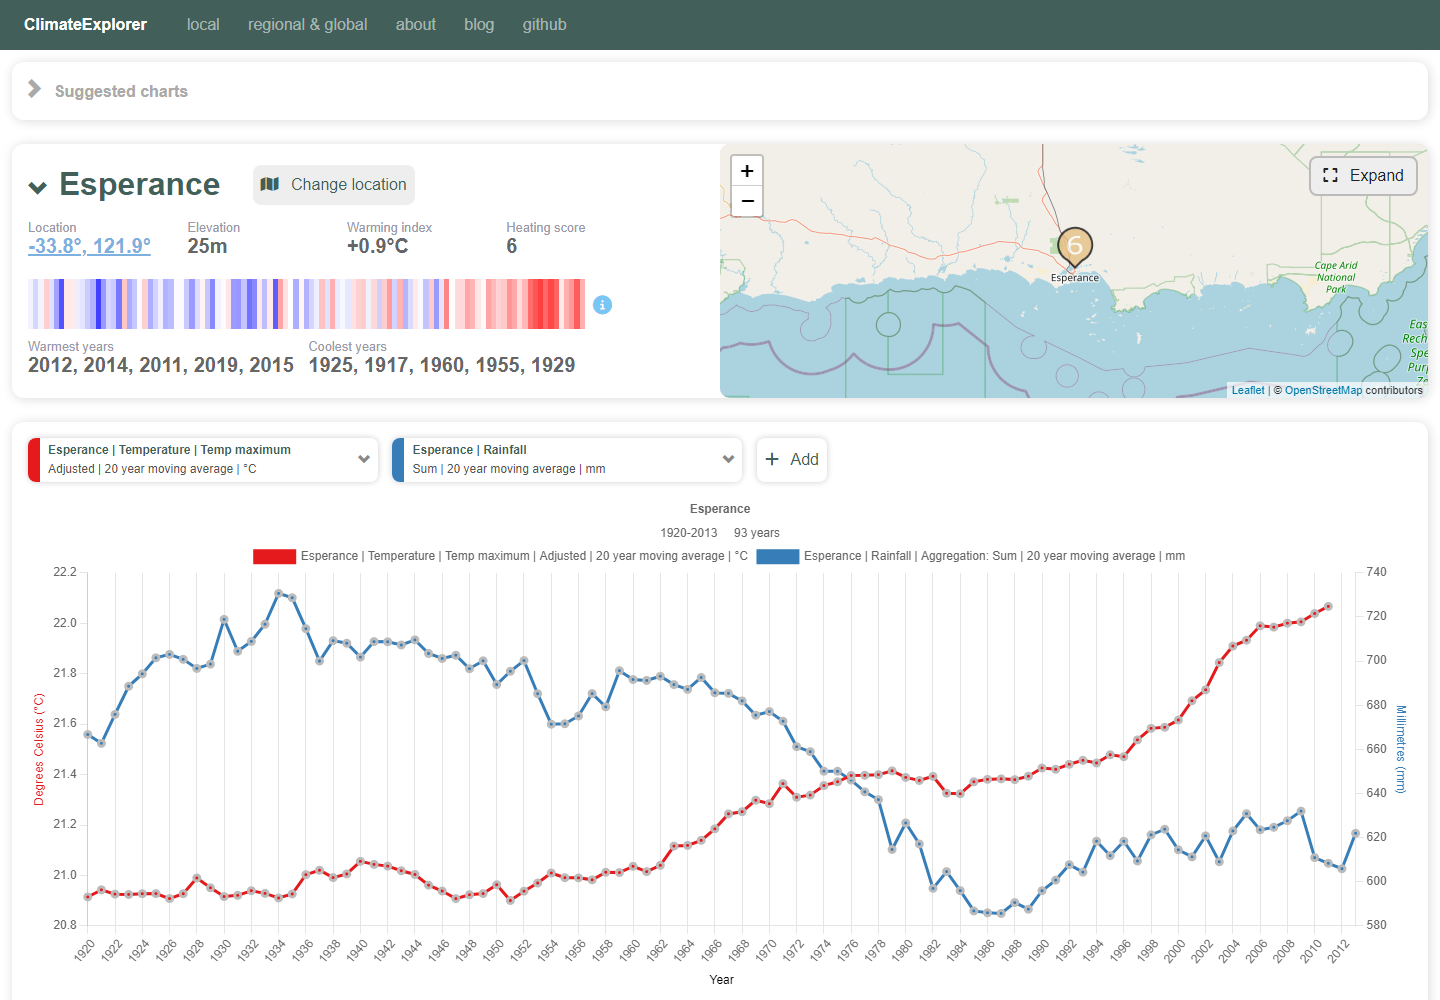 ClimateExplorer local regional & global about blog github
Suggested charts
Esperance
Change location
Location Elevation Warming index Heating score
-33.8°, 121.9° 25m +0.9°C 6
Warmest years Coolest years
2012, 2014, 2011, 2019, 2015 1925, 1917, 1960, 1955, 1929
+
−
Expand
6
Esperance
Cape Arid
National
Park
Leaflet | © OpenStreetMap contributors
Esperance | Temperature | Temp maximum
Adjusted | 20 year moving average | °C
Esperance | Rainfall
Sum | 20 year moving average | mm
+ Add
Esperance
1920-2013 93 years
Esperance | Temperature | Temp maximum | Adjusted | 20 year moving average | °C Esperance | Rainfall | Aggregation: Sum | 20 year moving average | mm
22.2
22.0
21.8
21.6
21.4
21.2
21.0
20.8
Degrees Celsius (°C)
740
720
700
680
660
640
620
600
580
Millimetres (mm)
1920 1922 1924 1926 1928 1930 1932 1934 1936 1938 1940 1942 1944 1946 1948 1950 1952 1954 1956 1958 1960 1962 1964 1966 1968 1970 1972 1974 1976 1978 1980 1982 1984 1986 1988 1990 1992 1994 1996 1998 2000 2002 2004 2006 2008 2010 2012
Year